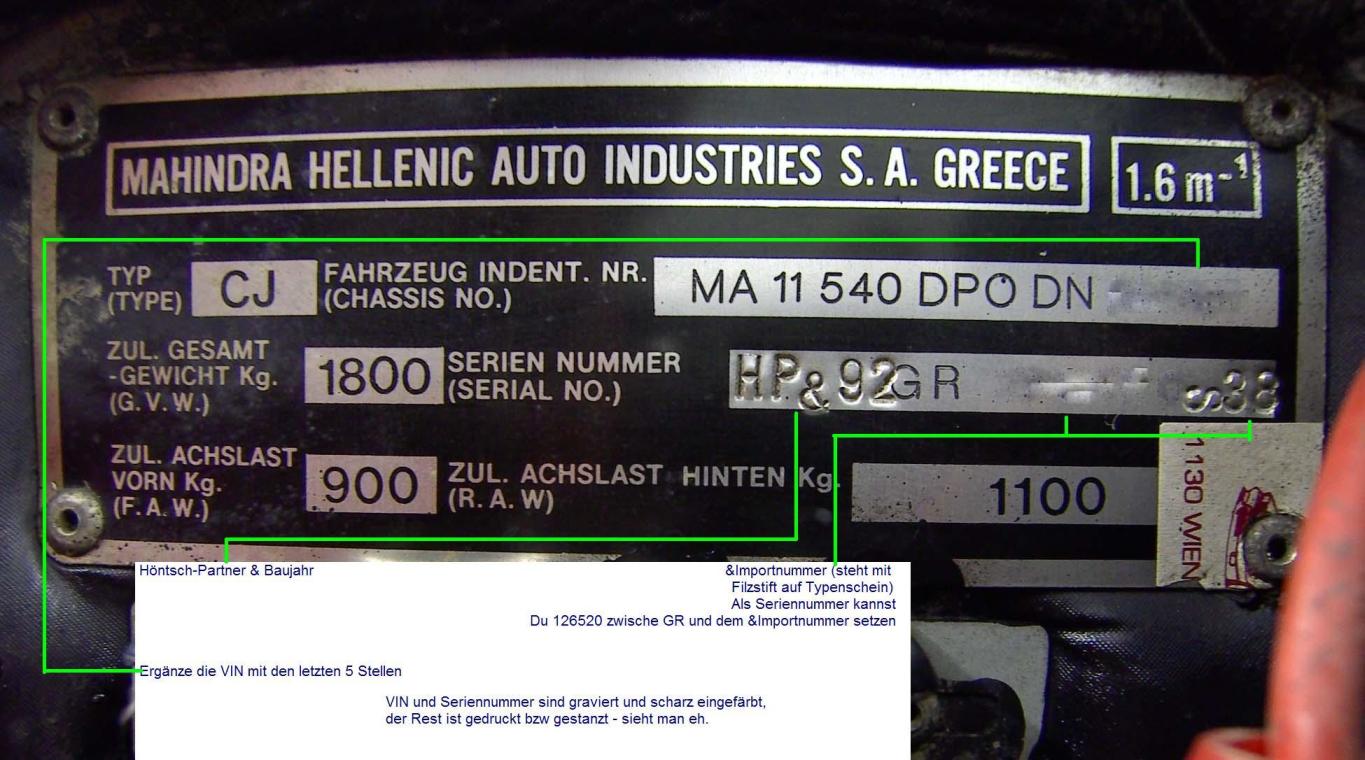 MAHINDRA HELLENIC AUTO INDUSTRIES S.A. GREECE
1.6 m-1
TYP
(TYPE)
CJ
FAHRZEUG INDENT. NR.
(CHASSIS NO.)
MA 11 540 DPO DN
ZUL. GESAMT
-GEWICHT Kg.
(G.V.W.)
1800
SERIEN NUMMER
(SERIAL NO.)
HP& 92GR
S38
ZUL. ACHSLAST
VORN Kg.
(F.A.W.)
900
ZUL. ACHSLAST HINTEN Kg.
(R.A.W)
1100
1130 WIEN
Höntsch-Partner & Baujahr
&Importnummer (steht mit
Filzstift auf Typenschein)
Als Seriennummer kannst
Du 126520 zwische GR und dem &Importnummer setzen
Ergänze die VIN mit den letzten 5 Stellen
VIN und Seriennummer sind graviert und scharz eingefärbt,
der Rest ist gedruckt bzw gestanzt - sieht man eh.